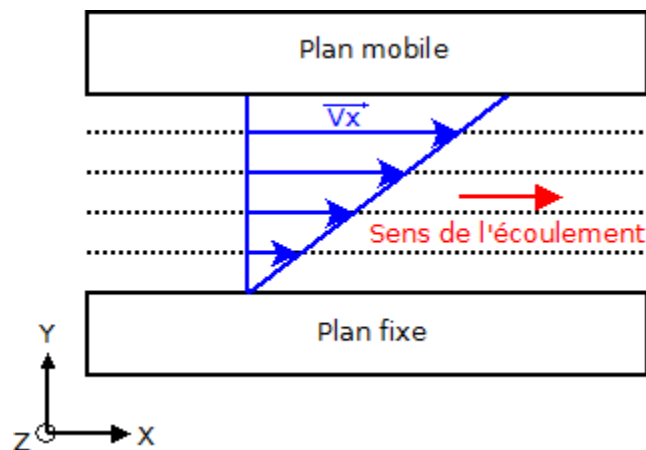 Plan mobile
Vx
Sens de l'écoulement
Plan fixe
Y
Z
X